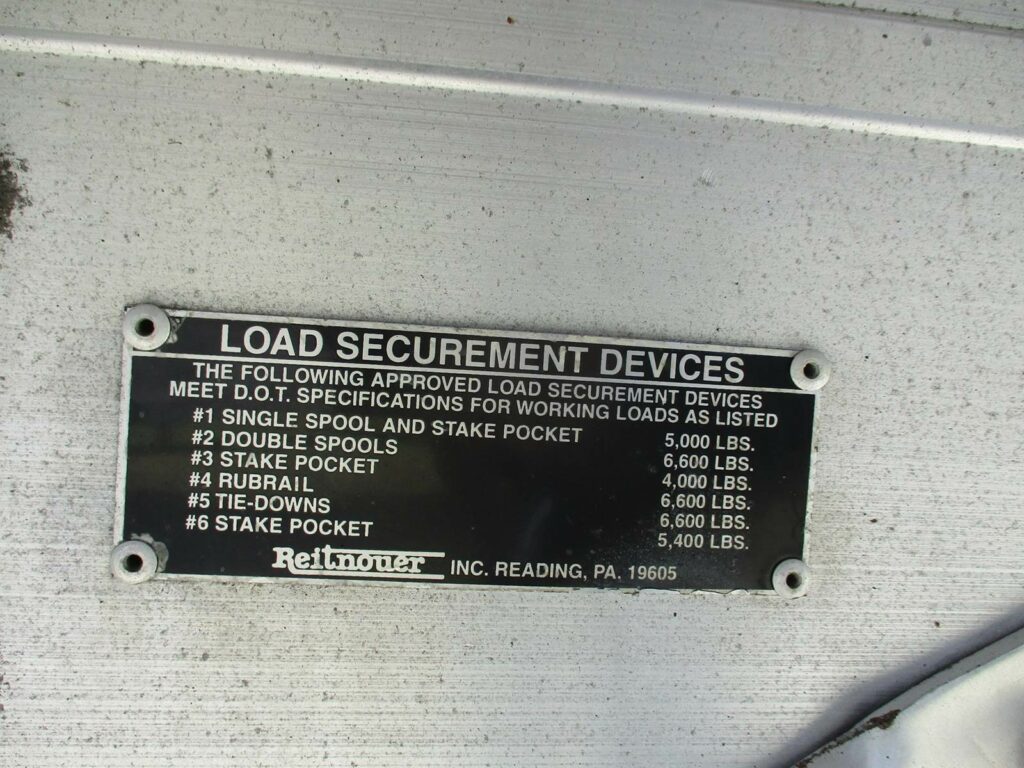 LOAD SECUREMENT DEVICES
THE FOLLOWING APPROVED LOAD SECUREMENT DEVICES
MEET D.O.T. SPECIFICATIONS FOR WORKING LOADS AS LISTED
#1 SINGLE SPOOL AND STAKE POCKET 5,000 LBS.
#2 DOUBLE SPOOLS 6,600 LBS.
#3 STAKE POCKET 4,000 LBS.
#4 RUBRAIL 6,600 LBS.
#5 TIE-DOWNS 6,600 LBS.
#6 STAKE POCKET 5,400 LBS.
Reitnouer INC. READING, PA. 19605